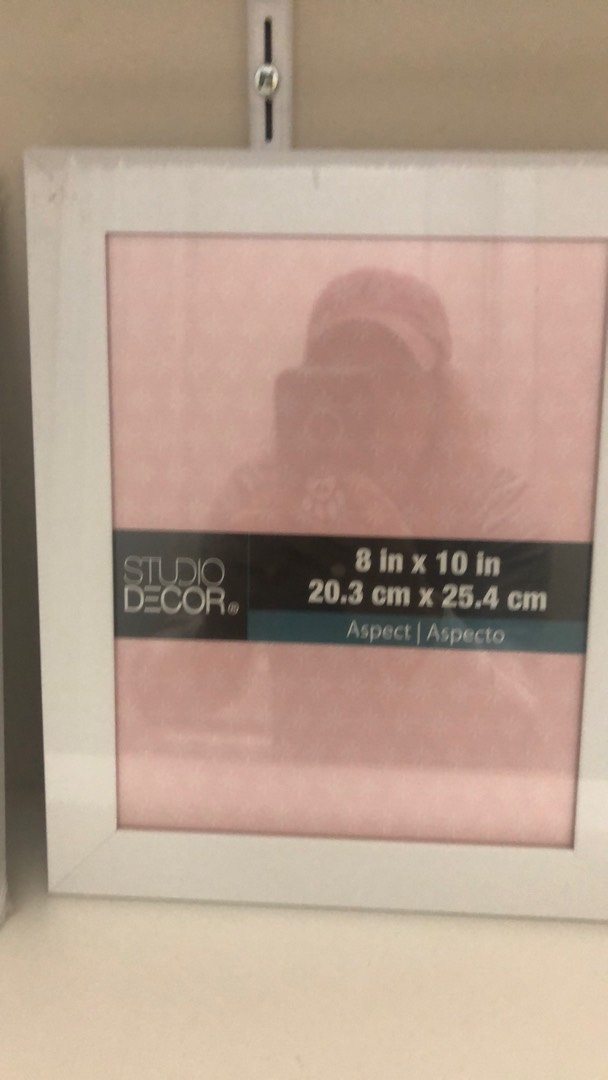 STUDIO
DECOR®
8 in x 10 in
20.3 cm x 25.4 cm
Aspect | Aspecto